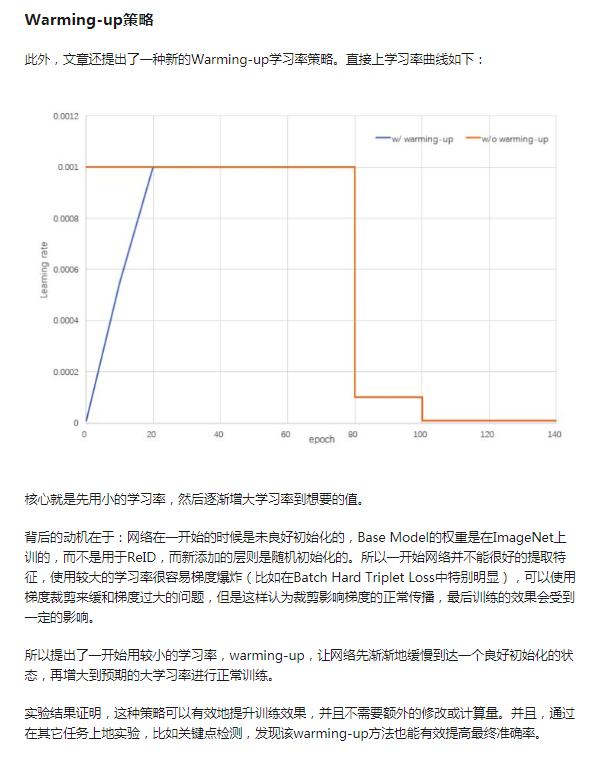 Warming-up策略
此外，文章还提出了一种新的Warming-up学习率策略。直接上学习率曲线如下：
0.0012
w/ warming-up
w/o warming-up
0.001
0.0008
0.0006
0.0004
0.0002
0
Learning rate
0
20
40
60
80
100
120
140
epoch
核心就是先用小的学习率，然后逐渐增大学习率到想要的值。
背后的动机在于：网络在一开始的时候是未良好初始化的，Base Model的权重是在ImageNet上
训的，而不是用于ReID，而新添加的层则是随机初始化的。所以一开始网络并不能很好的提取特
征，使用较大的学习率很容易梯度爆炸（比如在Batch Hard Triplet Loss中特别明显），可以使用
梯度裁剪来缓和梯度过大的问题，但是这样认为裁剪影响梯度的正常传播，最后训练的效果会受到
一定的影响。
所以提出了一开始用较小的学习率，warming-up，让网络先渐渐地缓慢到达一个良好初始化的状
态，再增大到预期的大学习率进行正常训练。
实验结果证明，这种策略可以有效地提升训练效果，并且不需要额外的修改或计算量。并且，通过
在其它任务上地实验，比如关键点检测，发现该warming-up方法也能有效提高最终准确率。